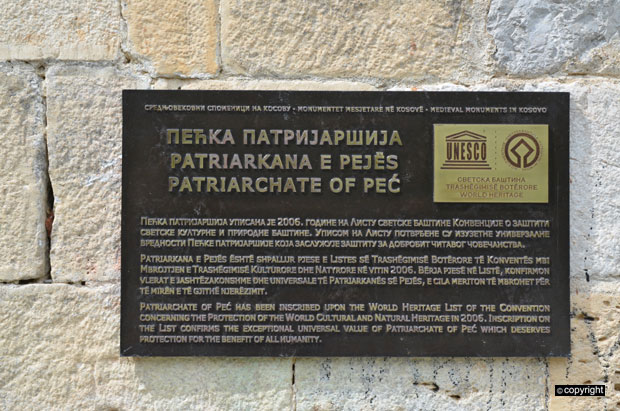 СРЕДЊОВЕКОВНИ СПОМЕНИЦИ НА КОСОВУ - MONUMENTET MESJETARË NË KOSOVË - MEDIEVAL MONUMENTS IN KOSOVO
ПЕЋКА ПАТРИЈАРШИЈА
PATRIARKANA E PEJËS
PATRIARCHATE OF PEĆ
UNESCO
СВЕТСКА БАШТИНА
TRASHËGIMISË BOTËRORE
WORLD HERITAGE
ПЕЋКА ПАТРИЈАРШИЈА УПИСАНА ЈЕ 2006. ГОДИНЕ НА ЛИСТУ СВЕТСКЕ БАШТИНЕ КОНВЕНЦИЈЕ О ЗАШТИТИ
СВЕТСКЕ КУЛТУРНЕ И ПРИРОДНЕ БАШТИНЕ. УПИСОМ НА ЛИСТУ ПОТВРЂЕНЕ СУ ИЗУЗЕТНЕ УНИВЕРЗАЛНЕ
ВРЕДНОСТИ ПЕЋКЕ ПАТРИЈАРШИЈЕ КОЈА ЗАСЛУЖУЈЕ ЗАШТИТУ ЗА ДОБРОБИТ ЧИТАВОГ ЧОВЕЧАНСТВА.
PATRIARKANA E PEJËS ËSHTË SHPALLUR PJESE E LISTES SË TRASHËGIMISË BOTËRORE TË KONVENTËS MBI
MBROJTJEN E TRASHËGIMISË KULTURORE DHE NATYRORE NË VITIN 2006. BËRJA PJESË NË LISTË, KONFIRMON
VLERAT E JASHTËZAKONSHME DHE UNIVERSALE TË PATRIARKANËS SË PEJËS, E CILA MERITON TË MBROHET PËR
TË MIREN E TË GJITHË NJERËZIMIT.
PATRIARCHATE OF PEĆ HAS BEEN INSCRIBED UPON THE WORLD HERITAGE LIST OF THE CONVENTION
CONCERNING THE PROTECTION OF THE WORLD CULTURAL AND NATURAL HERITAGE IN 2006. INSCRIPTION ON
THE LIST CONFIRMS THE EXCEPTIONAL UNIVERSAL VALUE OF PATRIARCHATE OF PEĆ WHICH DESERVES
PROTECTION FOR THE BENEFIT OF ALL HUMANITY.
© copyright